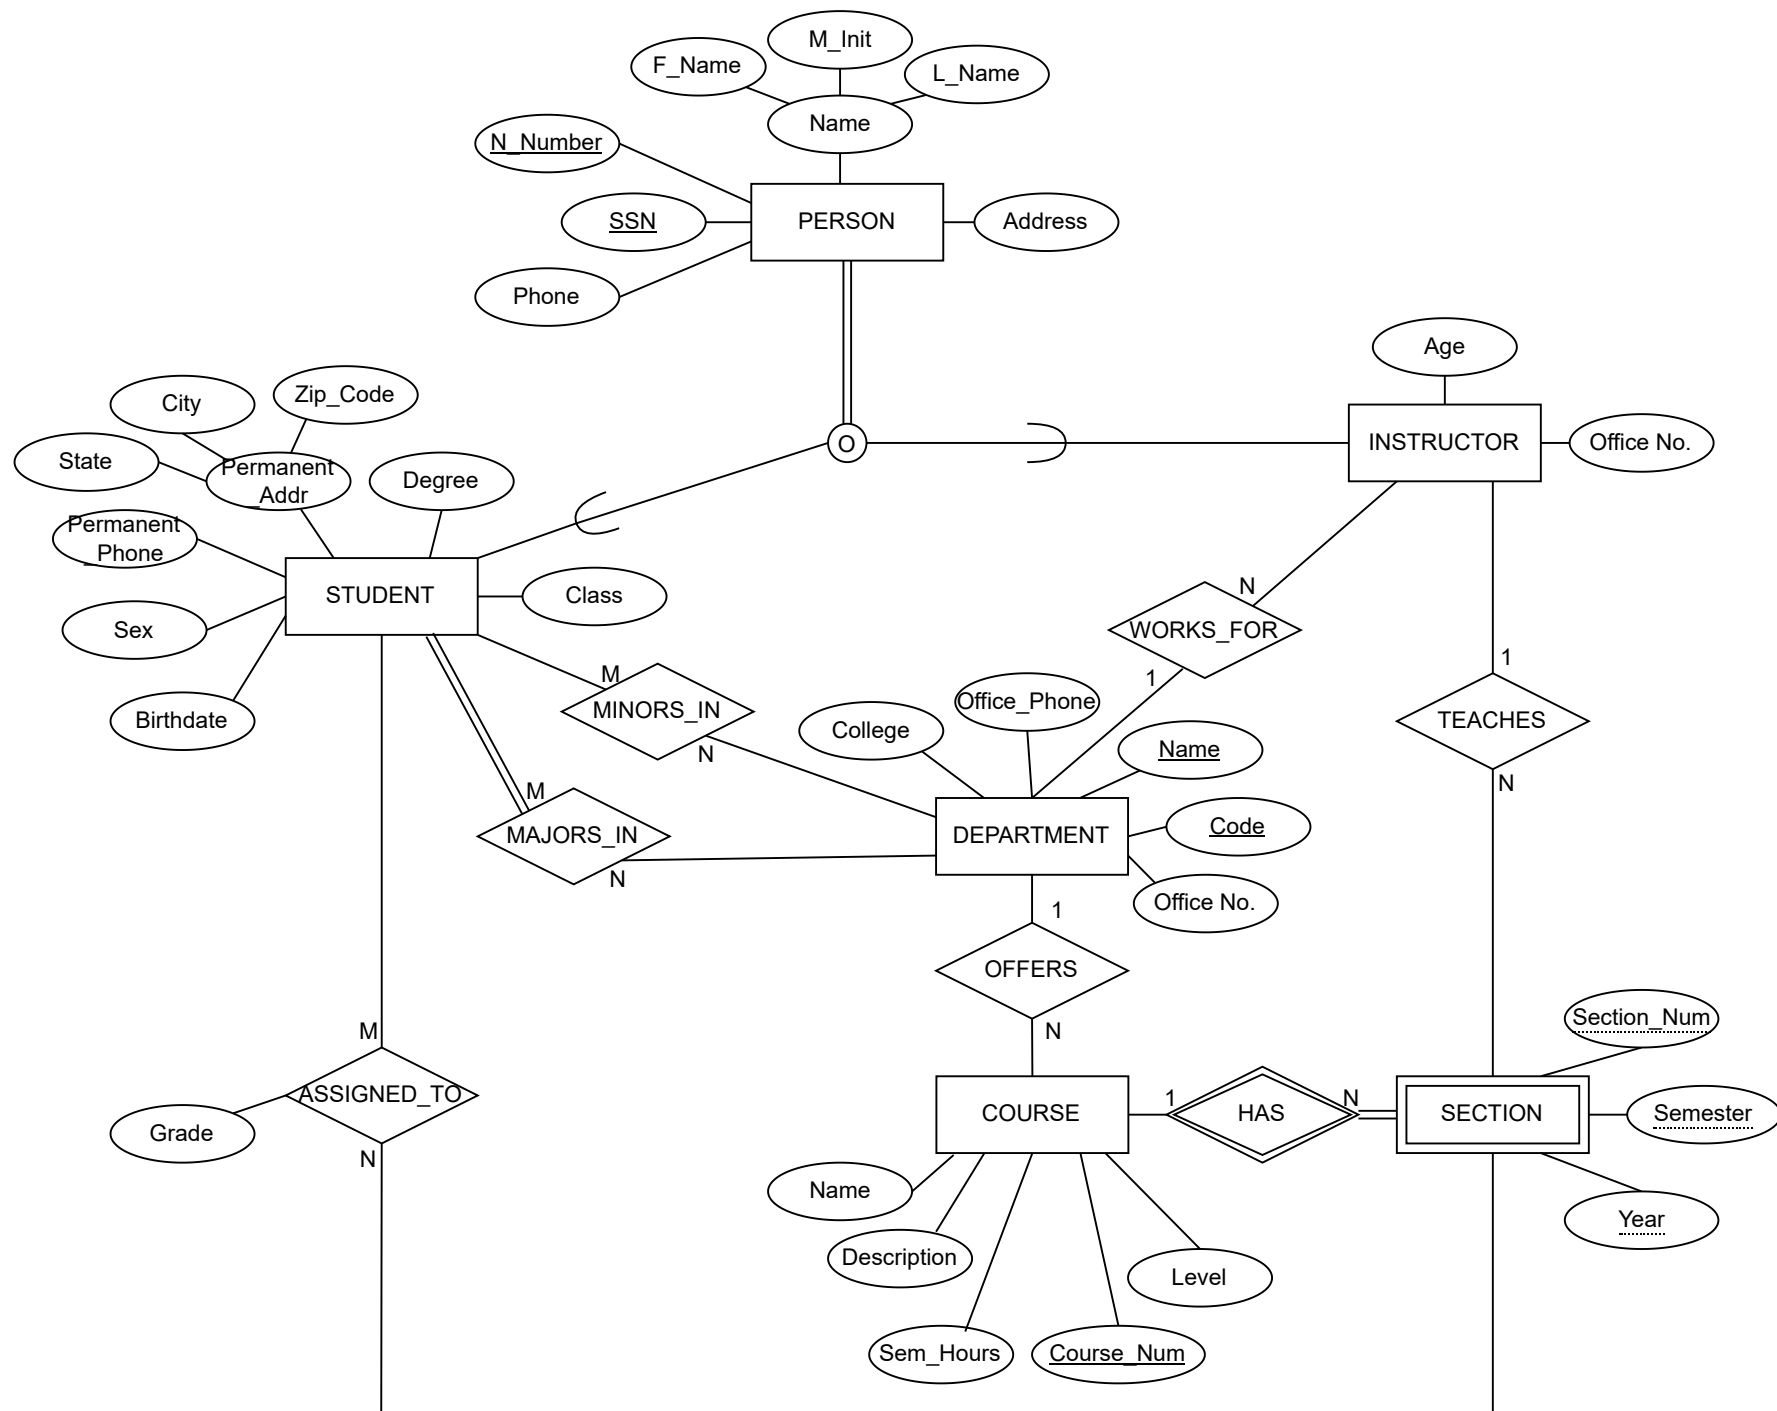 M_Init
F_Name
L_Name
Name
N_Number
SSN
PERSON
Address
Phone
Age
City
Zip_Code
O
INSTRUCTOR
Office No.
State
Permanent
_Addr
Degree
Permanent
_Phone
STUDENT
Class
N
Sex
WORKS_FOR
1
1
M
MINORS_IN
Office_Phone
Birthdate
College
TEACHES
N
Name
N
M
MAJORS_IN
DEPARTMENT
Code
N
Office No.
1
OFFERS
N
Section_Num
M
ASSIGNED_TO
COURSE
1
HAS
N
SECTION
Semester
Grade
N
Name
Year
Description
Level
Sem_Hours
Course_Num